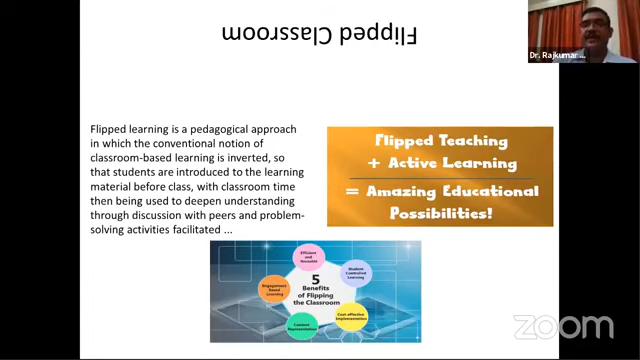 Flipped Classroom
Dr. Rajkumar ...
Flipped learning is a pedagogical approach
in which the conventional notion of
classroom-based learning is inverted, so
that students are introduced to the learning
material before class, with classroom time
then being used to deepen understanding
through discussion with peers and problem-
solving activities facilitated ...
Flipped Teaching
+ Active Learning
= Amazing Educational
Possibilities!
5
Benefits
of Flipping
the Classroom
Efficient
and
Student
Controlled
Learning
Cost-effective
Implementation
Content
Engagement
Based
Learning
zoom